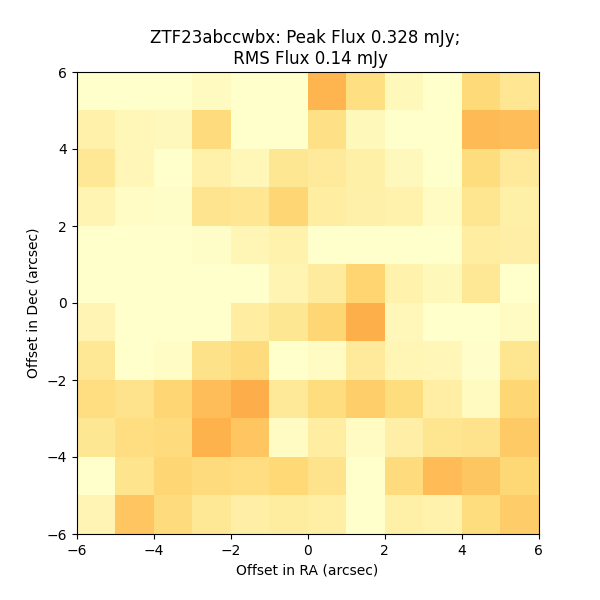 ZTF23abccwbx: Peak Flux 0.328 mJy;
RMS Flux 0.14 mJy
6
4
2
0
−2
−4
−6
Offset in Dec (arcsec)
−6 −4 −2 0 2 4 6
Offset in RA (arcsec)